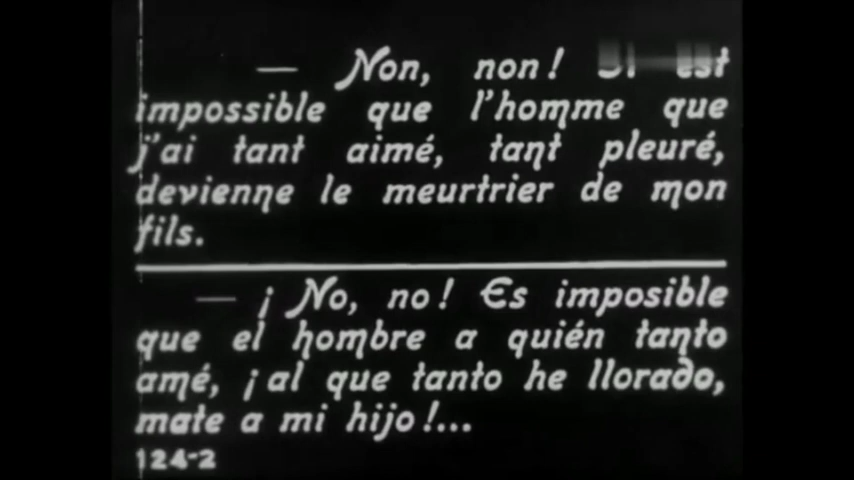 — Non, non! est
impossible que l'homme que
j'ai tant aimé, tant pleuré,
devienne le meurtrier de mon
fils.
— ¡No, no! Es imposible
que el hombre a quién tanto
amé, ¡al que tanto he llorado,
mate a mi hijo!...
124-2